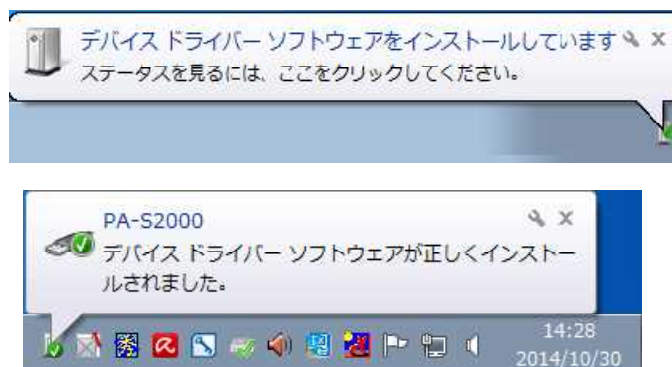 デバイス ドライバー ソフトウェアをインストールしています
ステータスを見るには、ここをクリックしてください。
PA-S2000
デバイス ドライバー ソフトウェアが正しくインストー
ルされました。
秀
14:28
2014/10/30